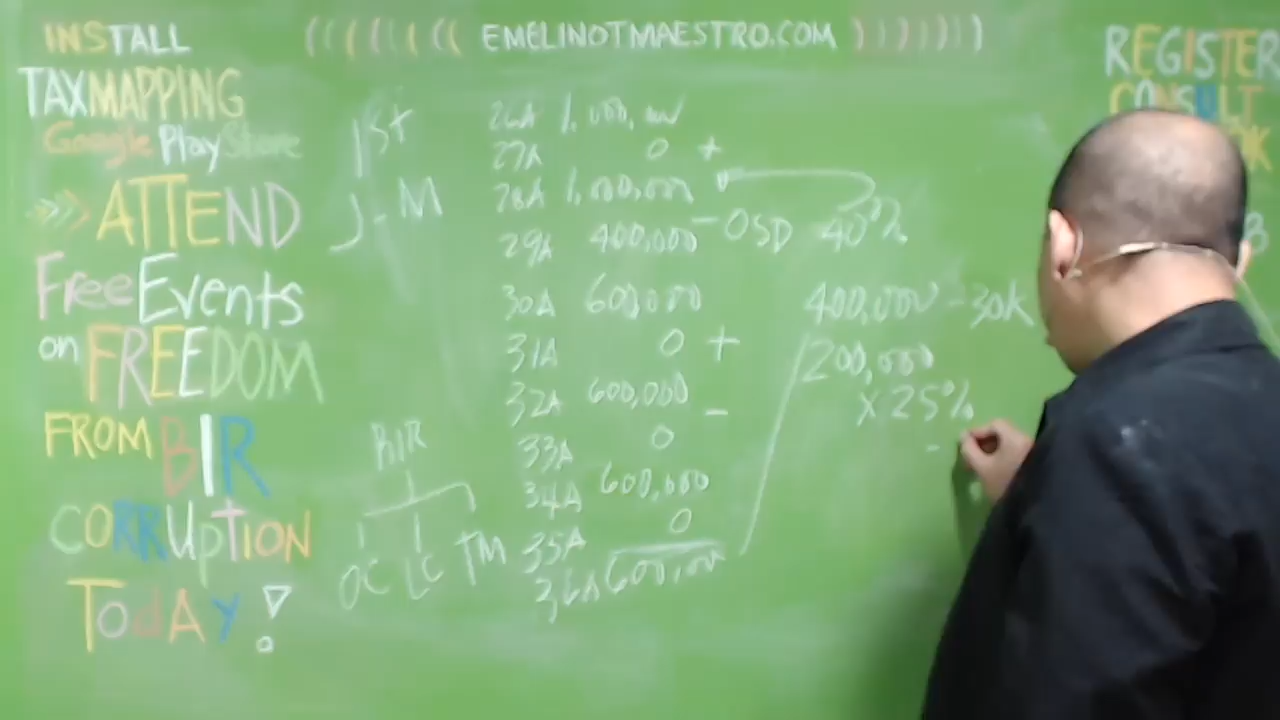 INSTALL
TAXMAPPING
Google PlayStore
>>> ATTEND
Free Events
on FREEDOM
FROM BIR
CORRUPTION
TodAy!
((((((( EMELINOTMAESTRO.COM )))))))
1st
J-M
26A 1,000,000
27A 0 +
28A 1,000,000
29A 400,000 - OSD 40%
30A 600,000
31A 0 +
32A 600,000 -
33A 0
34A 600,000
35A 0
36A 600,000
BIR
OC LC TM
400,000 - 30K
200,000
x 25%
REGISTER
CONSULT